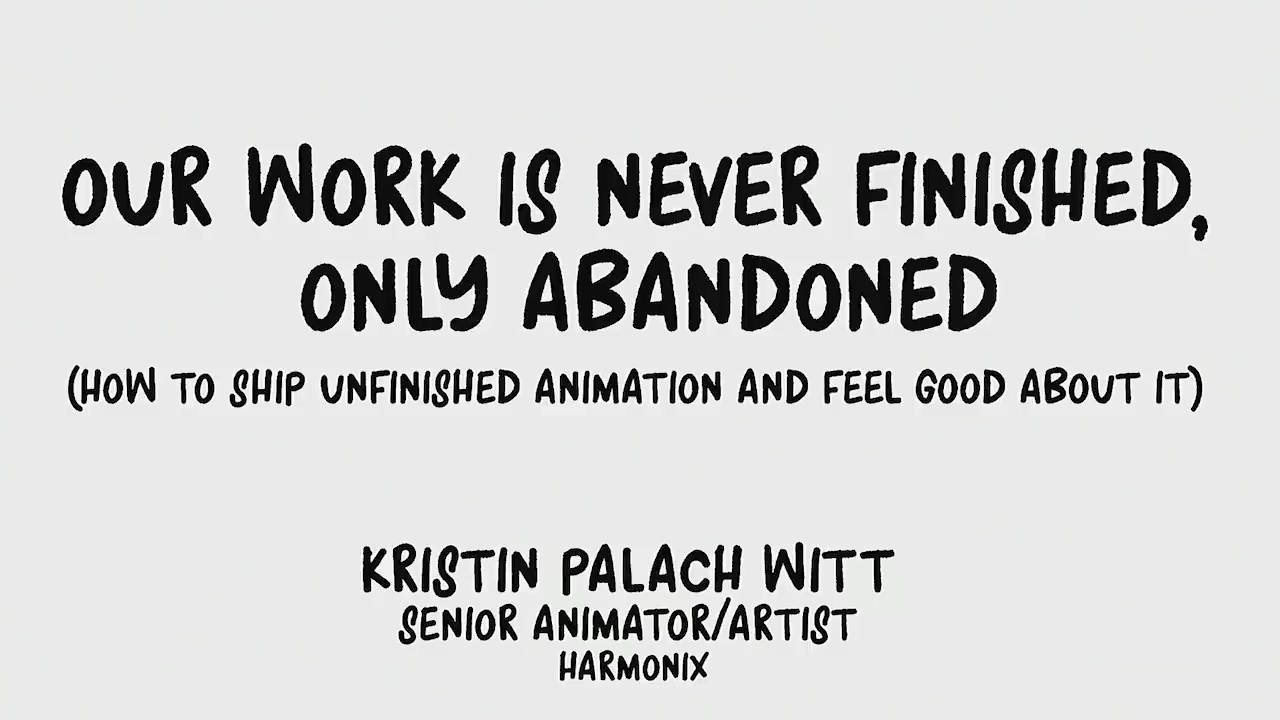 OUR WORK IS NEVER FINISHED,
ONLY ABANDONED
(HOW TO SHIP UNFINISHED ANIMATION AND FEEL GOOD ABOUT IT)
KRISTIN PALACH WITT
SENIOR ANIMATOR/ARTIST
HARMONIX